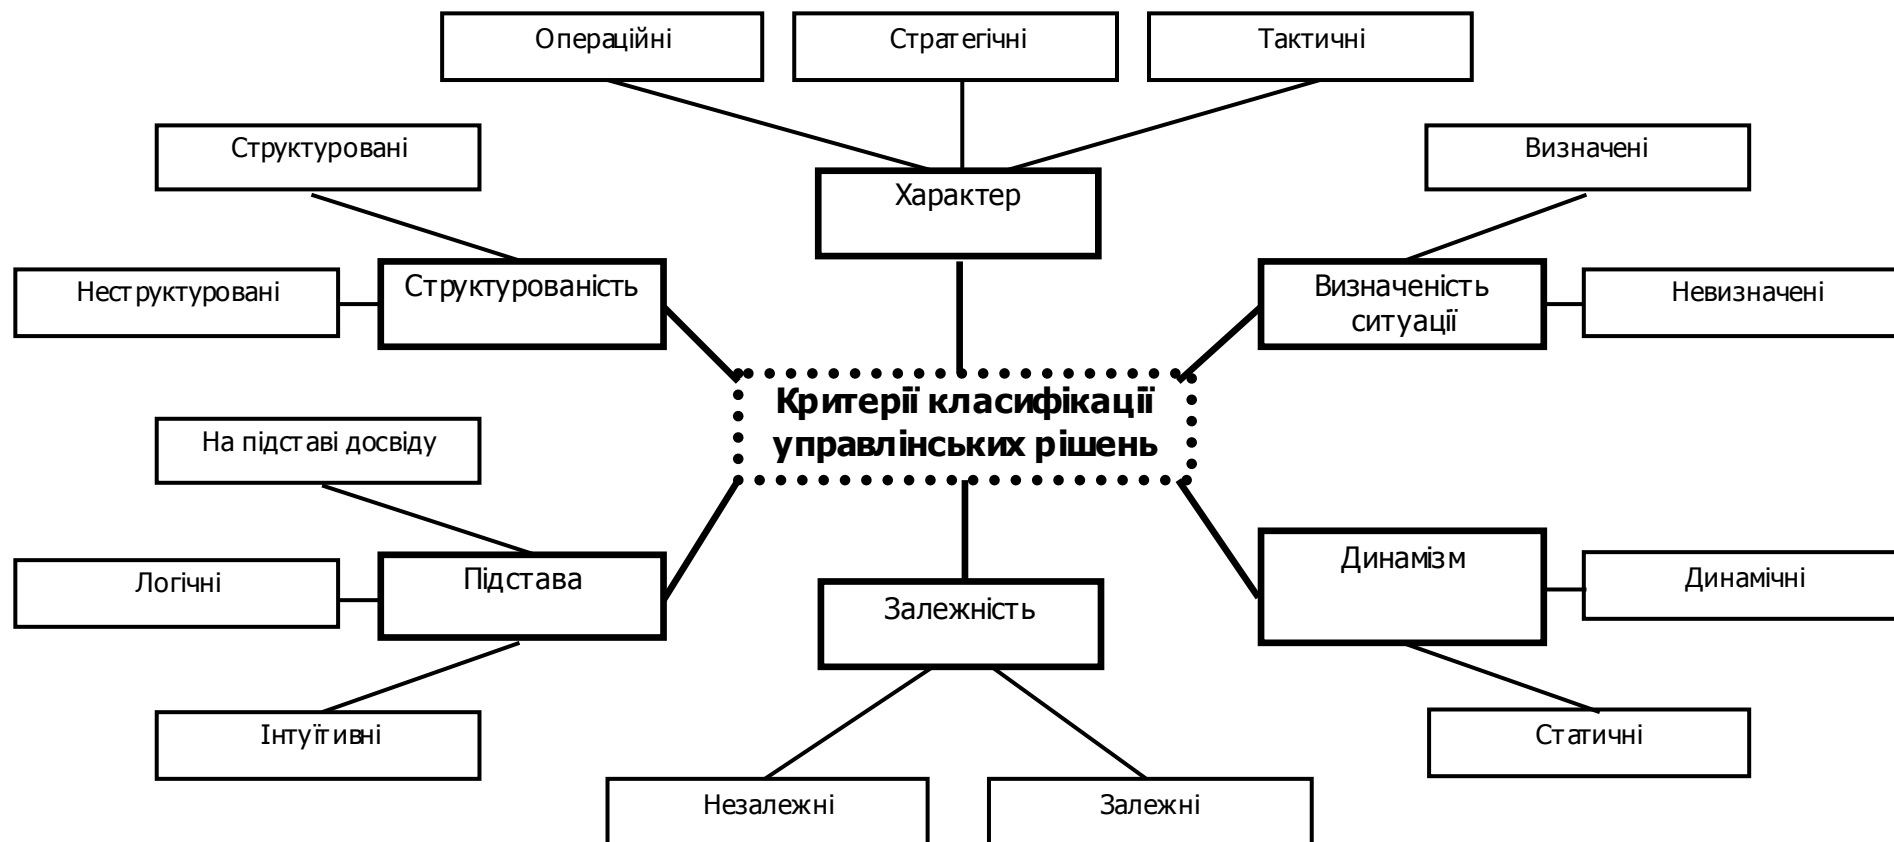 Операційні
Стратегічні
Тактичні
Структуровані
Визначені
Характер
Неструктуровані
Структурованість
Визначеність
ситуації
Невизначені
Критерії класифікації
управлінських рішень
На підставі досвіду
Логічні
Підстава
Залежність
Динамізм
Динамічні
Інтуїтивні
Статичні
Незалежні
Залежні